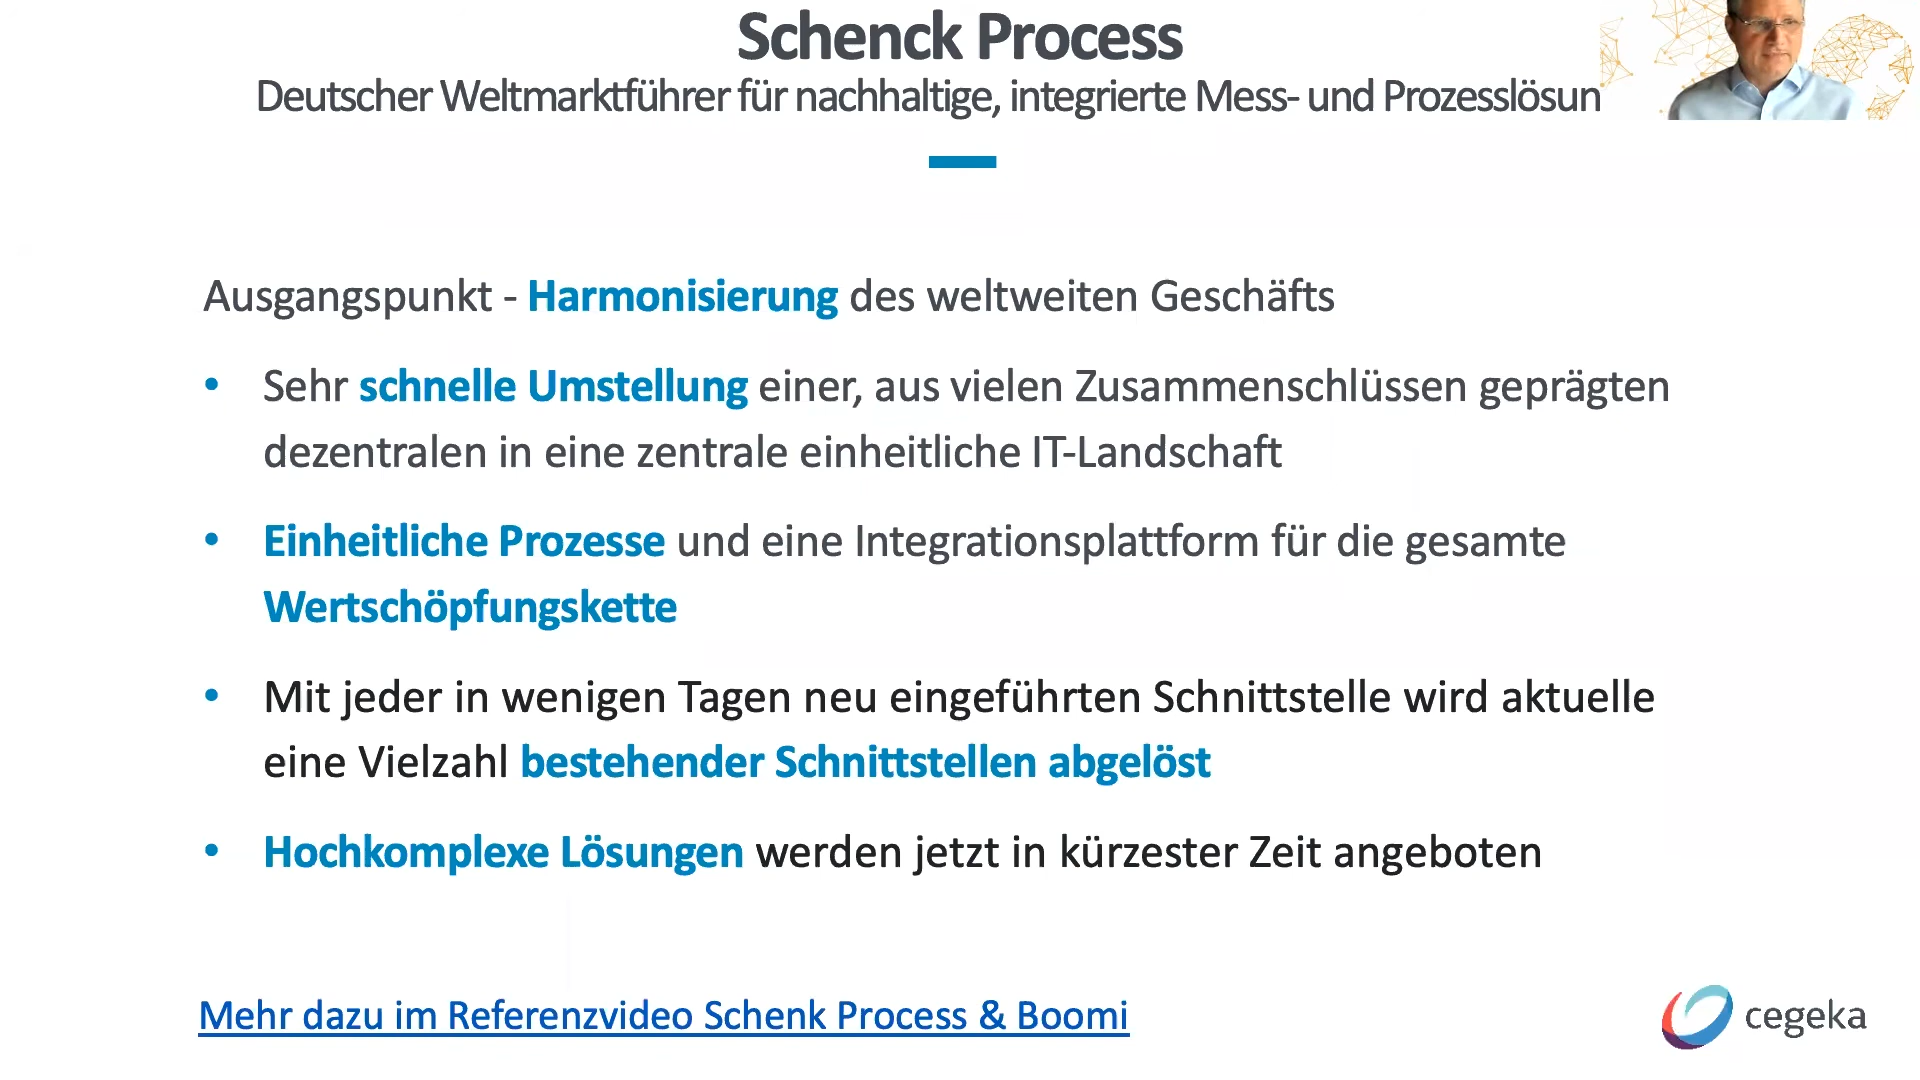 Schenck Process
Deutscher Weltmarktführer für nachhaltige, integrierte Mess- und Prozesslösun
Ausgangspunkt - Harmonisierung des weltweiten Geschäfts
• Sehr schnelle Umstellung einer, aus vielen Zusammenschlüssen geprägten
dezentralen in eine zentrale einheitliche IT-Landschaft
• Einheitliche Prozesse und eine Integrationsplattform für die gesamte
Wertschöpfungskette
• Mit jeder in wenigen Tagen neu eingeführten Schnittstelle wird aktuelle
eine Vielzahl bestehender Schnittstellen abgelöst
• Hochkomplexe Lösungen werden jetzt in kürzester Zeit angeboten
Mehr dazu im Referenzvideo Schenk Process & Boomi
cegeka